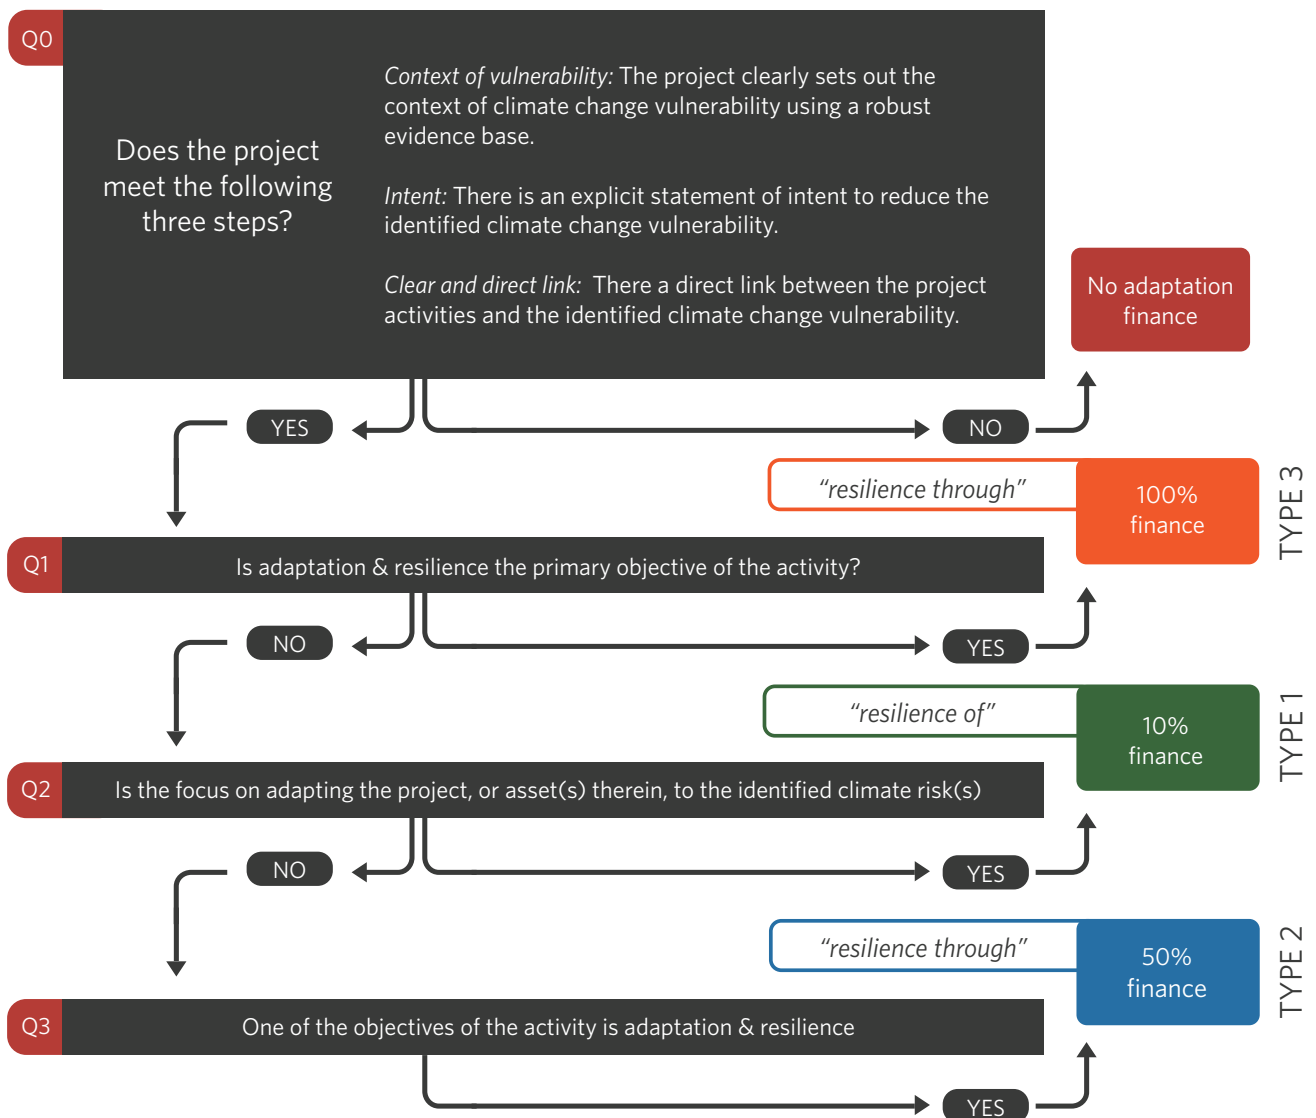 Q0
Does the project
meet the following
three steps?
Context of vulnerability: The project clearly sets out the
context of climate change vulnerability using a robust
evidence base.
Intent: There is an explicit statement of intent to reduce the
identified climate change vulnerability.
Clear and direct link: There a direct link between the project
activities and the identified climate change vulnerability.
No adaptation
finance
YES
NO
"resilience through"
100%
finance
TYPE 3
Q1
Is adaptation & resilience the primary objective of the activity?
NO
YES
"resilience of"
10%
finance
TYPE 1
Q2
Is the focus on adapting the project, or asset(s) therein, to the identified climate risk(s)
NO
YES
"resilience through"
50%
finance
TYPE 2
Q3
One of the objectives of the activity is adaptation & resilience
YES